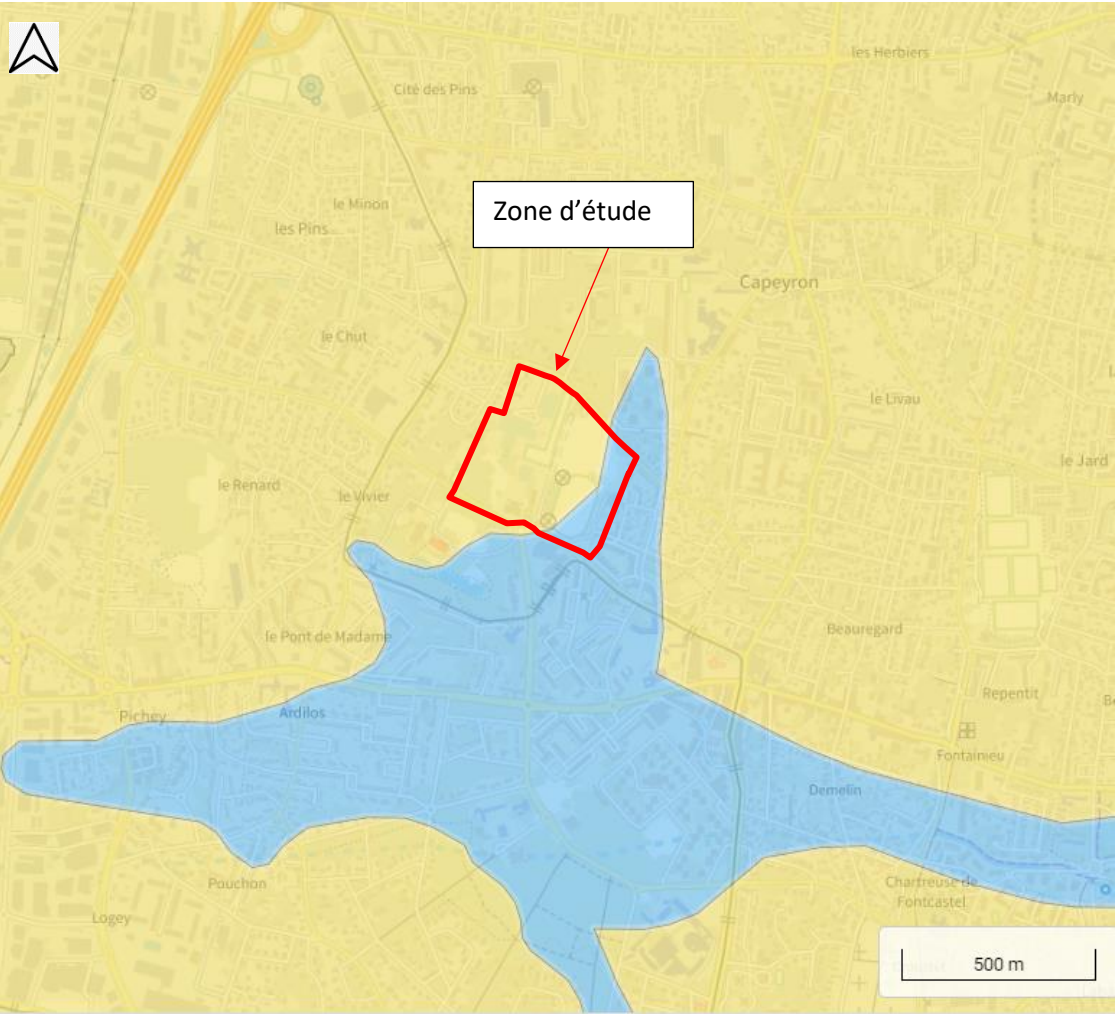 les Herbiers
Cité des Pins
Marly
le Minon
Zone d'étude
les Pins
Capeyron
le Chut
le Livau
le Jard
le Renard
le Vivier
Beauregard
le Pont de Madame
Repentit
Pichey
Ardilos
Fontainieu
Demelin
Pouchon
Chartreuse de
Fontcastel
Logey
500 m